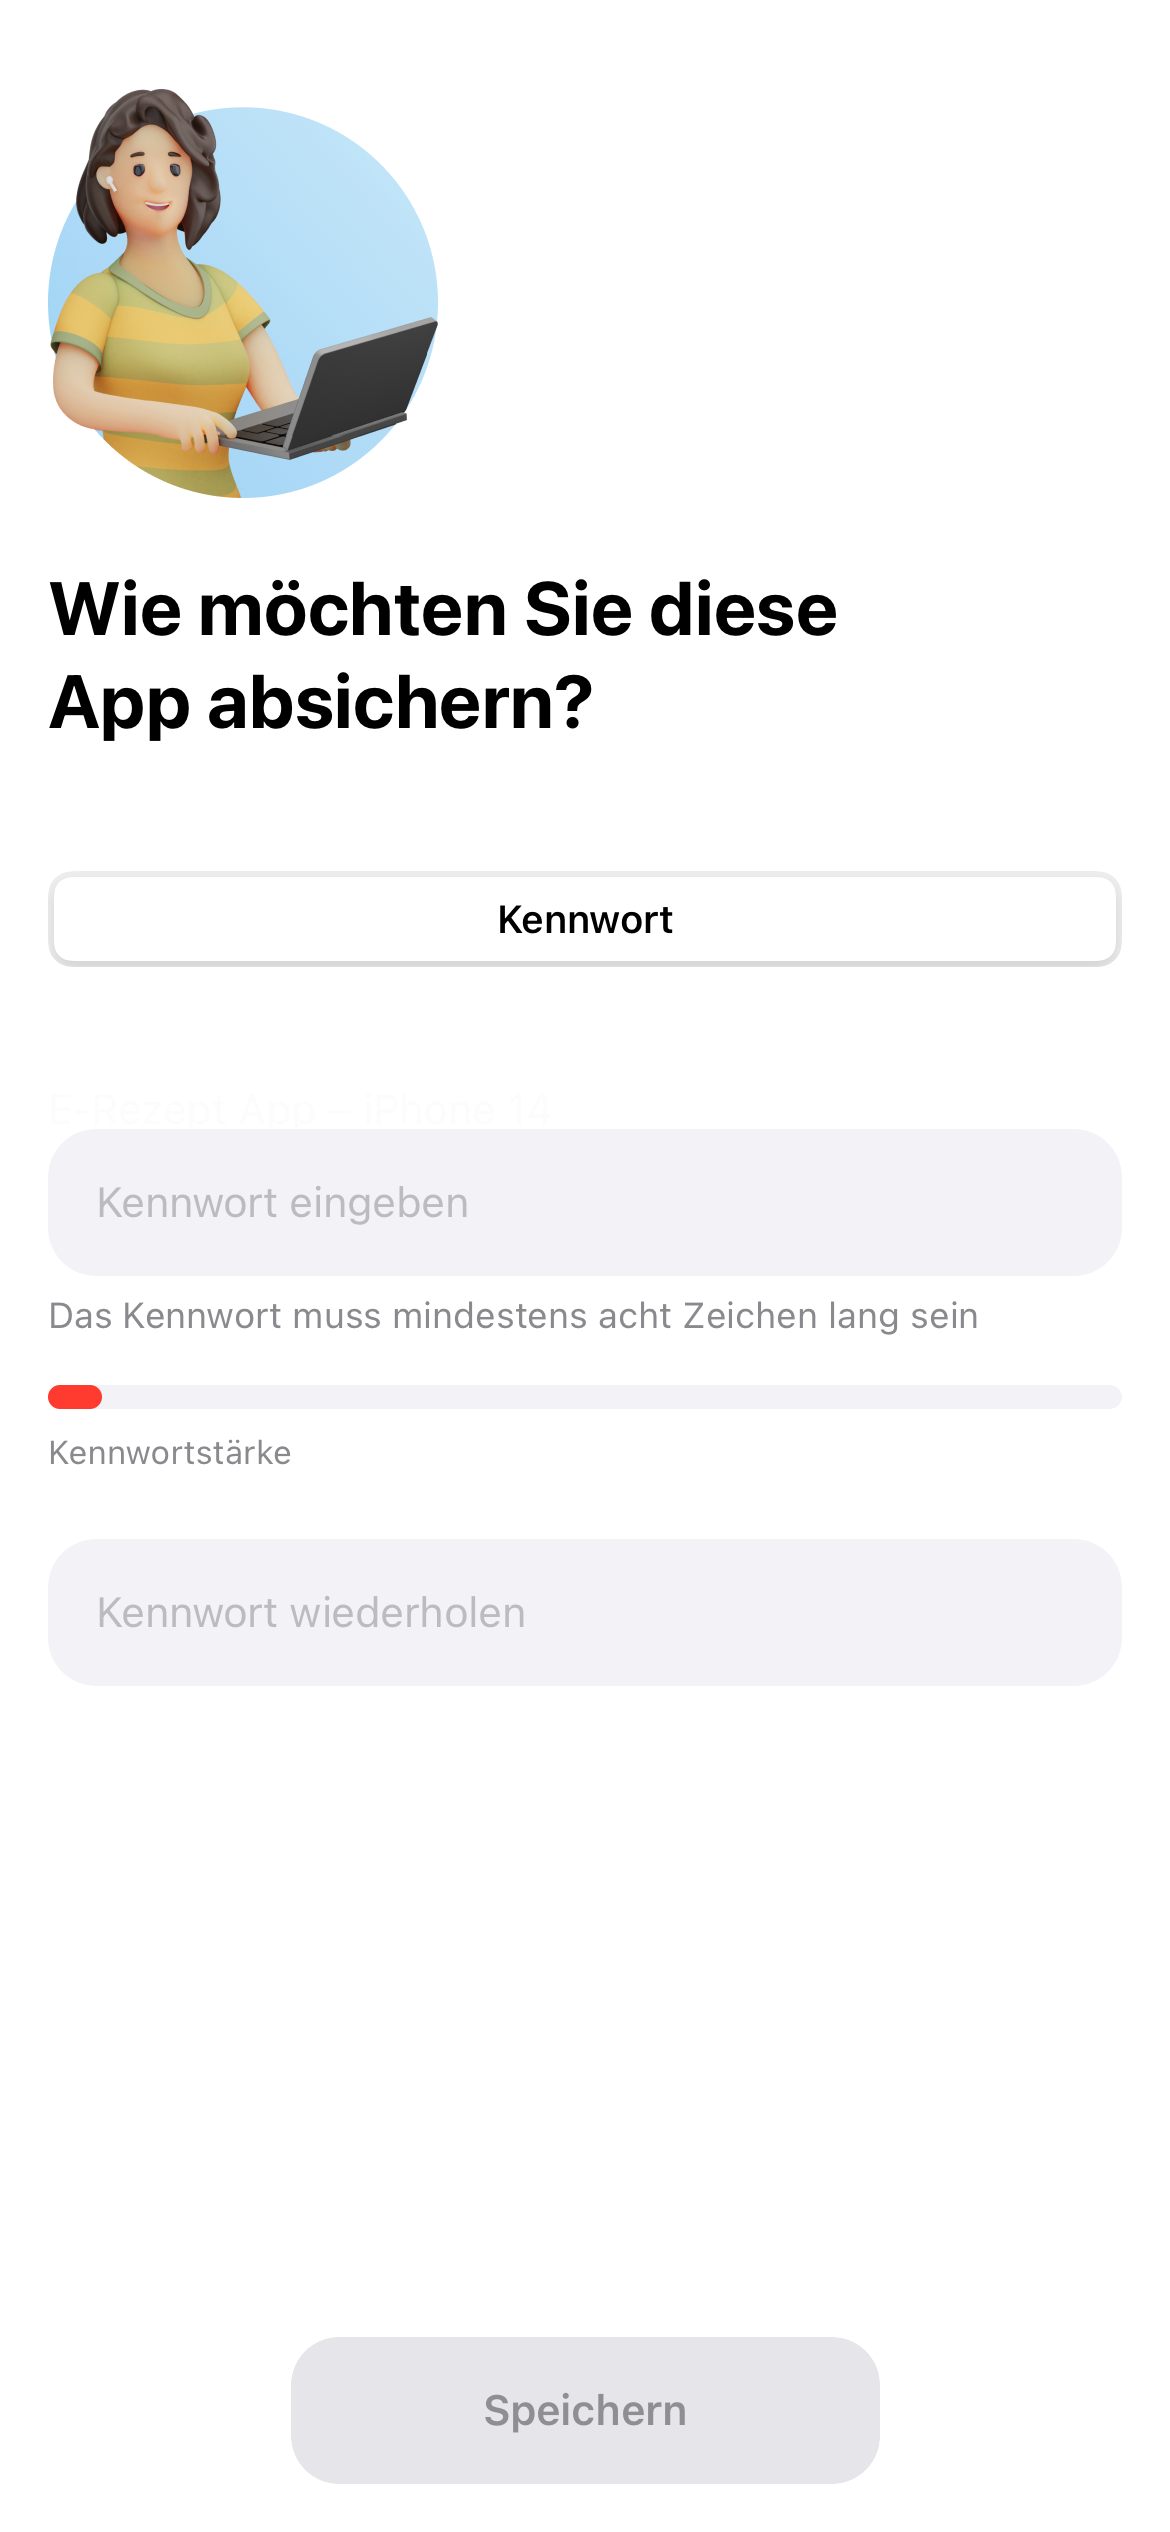 Wie möchten Sie diese
App absichern?
Kennwort
E-Rezept App – iPhone 14
Kennwort eingeben
Das Kennwort muss mindestens acht Zeichen lang sein
Kennwortstärke
Kennwort wiederholen
Speichern